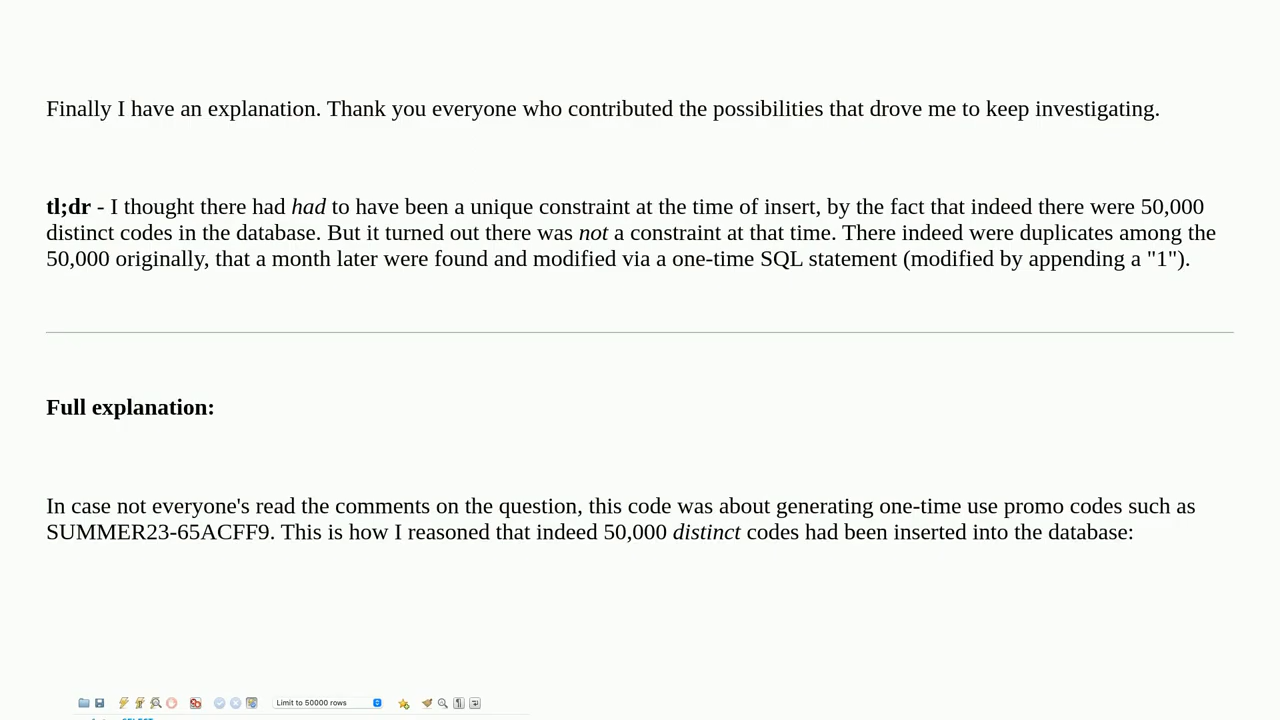 Finally I have an explanation. Thank you everyone who contributed the possibilities that drove me to keep investigating.
tl;dr - I thought there had had to have been a unique constraint at the time of insert, by the fact that indeed there were 50,000
distinct codes in the database. But it turned out there was not a constraint at that time. There indeed were duplicates among the
50,000 originally, that a month later were found and modified via a one-time SQL statement (modified by appending a "1").
Full explanation:
In case not everyone's read the comments on the question, this code was about generating one-time use promo codes such as
SUMMER23-65ACFF9. This is how I reasoned that indeed 50,000 distinct codes had been inserted into the database:
Limit to 50000 rows